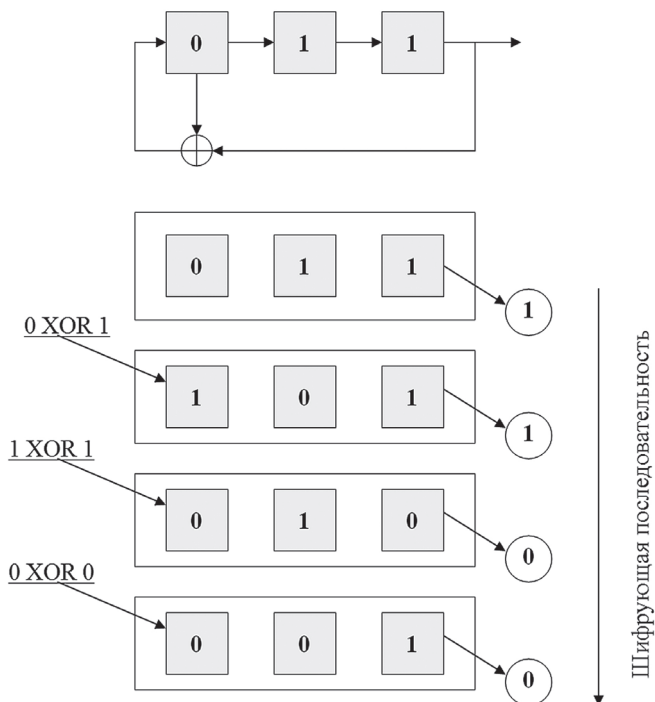 0 1 1
0 1 1
1
0 XOR 1
1 0 1
1
1 XOR 1
0 1 0
0
0 XOR 0
0 0 1
0
Шифрующая последовательность